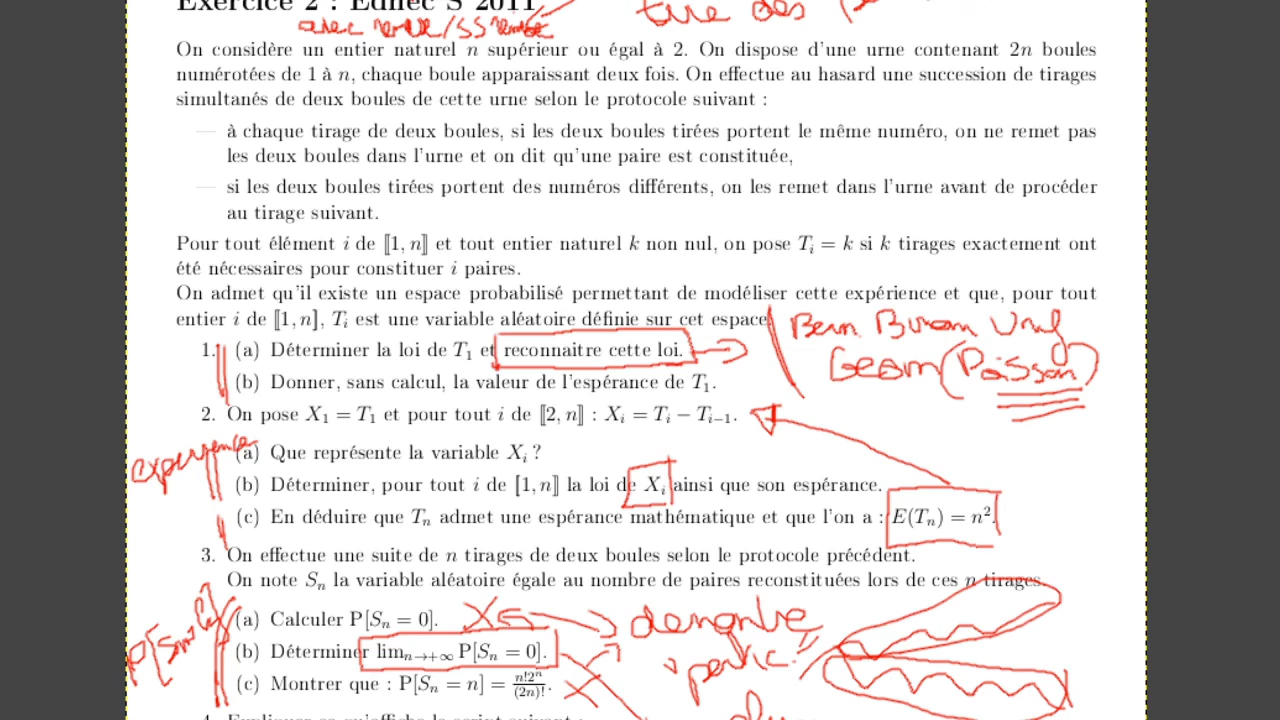 Exercice 2 : Edhec S 2011
tire des
avec remise/SS remise
On considère un entier naturel n supérieur ou égal à 2. On dispose d'une urne contenant 2n boules
numérotées de 1 à n, chaque boule apparaissant deux fois. On effectue au hasard une succession de tirages
simultanés de deux boules de cette urne selon le protocole suivant :
— à chaque tirage de deux boules, si les deux boules tirées portent le même numéro, on ne remet pas
les deux boules dans l'urne et on dit qu'une paire est constituée,
— si les deux boules tirées portent des numéros différents, on les remet dans l'urne avant de procéder
au tirage suivant.
Pour tout élément i de ⟦1, n⟧ et tout entier naturel k non nul, on pose T_i = k si k tirages exactement ont
été nécessaires pour constituer i paires.
On admet qu'il existe un espace probabilisé permettant de modéliser cette expérience et que, pour tout
entier i de ⟦1, n⟧, T_i est une variable aléatoire définie sur cet espace
Bern Binom Unif
1. (a) Déterminer la loi de T_1 et reconnaitre cette loi.
Geom (Poisson)
(b) Donner, sans calcul, la valeur de l'espérance de T_1.
2. On pose X_1 = T_1 et pour tout i de ⟦2, n⟧ : X_i = T_i − T_{i−1}.
(a) Que représente la variable X_i ?
(b) Déterminer, pour tout i de ⟦1, n⟧ la loi de X_i ainsi que son espérance.
(c) En déduire que T_n admet une espérance mathématique et que l'on a : E(T_n) = n².
3. On effectue une suite de n tirages de deux boules selon le protocole précédent.
On note S_n la variable aléatoire égale au nombre de paires reconstituées lors de ces n tirages.
(a) Calculer P[S_n = 0].
(b) Déterminer lim_{n→+∞} P[S_n = 0].
(c) Montrer que : P[S_n = n] = n!2^n/(2n)!.